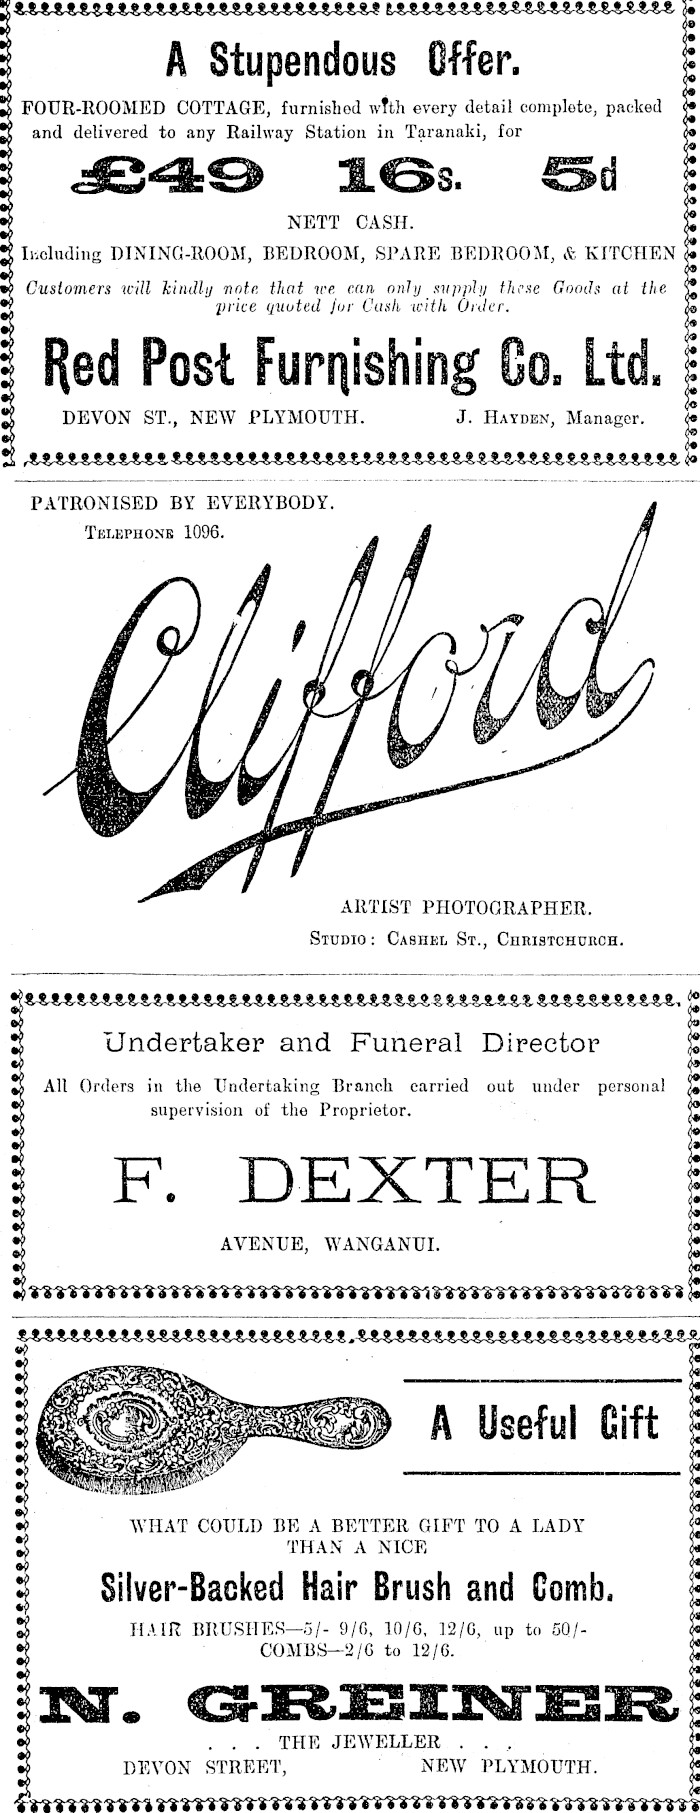 A Stupendous Offer.
FOUR-ROOMED COTTAGE, furnished with every detail complete, packed
and delivered to any Railway Station in Taranaki, for
£49 16s. 5d
NETT CASH.
Including DINING-ROOM, BEDROOM, SPARE BEDROOM, & KITCHEN
Customers will kindly note that we can only supply these Goods at the
price quoted for Cash with Order.
Red Post Furnishing Co. Ltd.
DEVON ST., NEW PLYMOUTH. J. HAYDEN, Manager.
PATRONISED BY EVERYBODY.
TELEPHONE 1096.
Clifford
ARTIST PHOTOGRAPHER.
STUDIO: CASHEL ST., CHRISTCHURCH.
Undertaker and Funeral Director
All Orders in the Undertaking Branch carried out under personal
supervision of the Proprietor.
F. DEXTER
AVENUE, WANGANUI.
A Useful Gift
WHAT COULD BE A BETTER GIFT TO A LADY
THAN A NICE
Silver-Backed Hair Brush and Comb.
HAIR BRUSHES—5/- 9/6, 10/6, 12/6, up to 50/-
COMBS—2/6 to 12/6.
N. GREINER
. . . THE JEWELLER . . .
DEVON STREET, NEW PLYMOUTH.